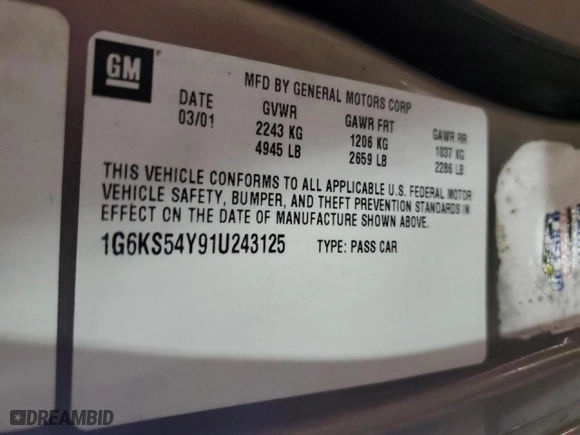 GM
MFD BY GENERAL MOTORS CORP
DATE GVWR GAWR FRT GAWR RR
03/01 2243 KG 1206 KG 1037 KG
4945 LB 2659 LB 2286 LB
THIS VEHICLE CONFORMS TO ALL APPLICABLE U.S. FEDERAL MOTOR
VEHICLE SAFETY, BUMPER, AND THEFT PREVENTION STANDARDS IN
EFFECT ON THE DATE OF MANUFACTURE SHOWN ABOVE.
1G6KS54Y91U243125 TYPE: PASS CAR
DREAMBID